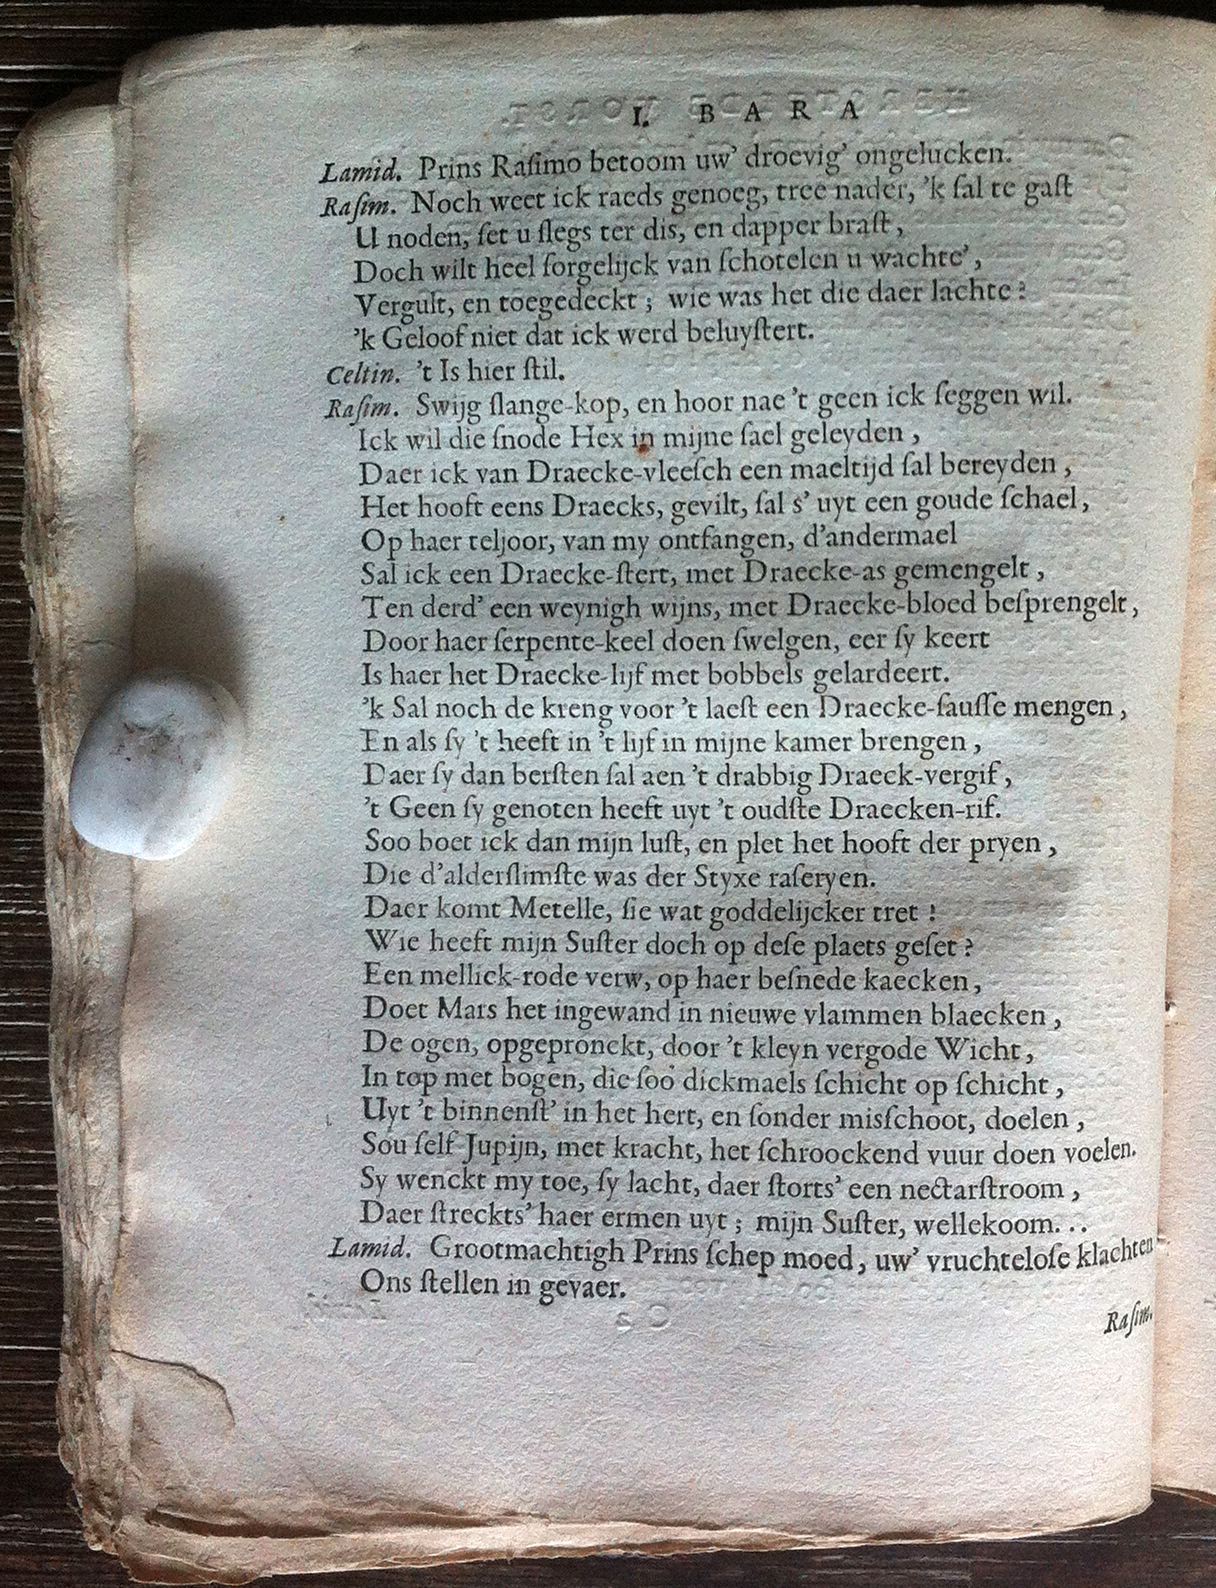 I. BARA
Lamid. Prins Raſimo betoom uw' droevig' ongelucken.
Raſim. Noch weet ick raeds genoeg, tree nader, 'k ſal te gaſt
U noden, ſet u ſlegs ter dis, en dapper braſt,
Doch wilt heel ſorgelijck van ſchotelen u wachte',
Vergult, en toegedeckt; wie was het die daer lachte?
'k Geloof niet dat ick werd beluyſtert.
Celtin. 't Is hier ſtil.
Raſim. Swijg ſlange-kop, en hoor nae 't geen ick ſeggen wil.
Ick wil die ſnode Hex in mijne ſael geleyden,
Daer ick van Draecke-vleeſch een maeltijd ſal bereyden,
Het hooft eens Draecks, gevilt, ſal s' uyt een goude ſchael,
Op haer teljoor, van my ontfangen, d'andermael
Sal ick een Draecke-ſtert, met Draecke-as gemengelt,
Ten derd' een weynigh wijns, met Draecke-bloed beſprengelt,
Door haer ſerpente-keel doen ſwelgen, eer ſy keert
Is haer het Draecke-lijf met bobbels gelardeert.
'k Sal noch de kreng voor 't laeſt een Draecke-ſauſſe mengen,
En als ſy 't heeft in 't lijf in mijne kamer brengen,
Daer ſy dan berſten ſal aen 't drabbig Draeck-vergif,
't Geen ſy genoten heeft uyt 't oudſte Draecken-rif.
Soo boet ick dan mijn luſt, en plet het hooft der pryen,
Die d'alderſlimſte was der Styxe raſeryen.
Daer komt Metelle, ſie wat goddelijcker tret!
Wie heeft mijn Suſter doch op deſe plaets geſet?
Een mellick-rode verw, op haer beſnede kaecken,
Doet Mars het ingewand in nieuwe vlammen blaecken,
De ogen, opgepronckt, door 't kleyn vergode Wicht,
In top met bogen, die ſoo dickmaels ſchicht op ſchicht,
Uyt 't binnenſt' in het hert, en ſonder misſchoot, doelen,
Sou ſelf Jupijn, met kracht, het ſchroockend vuur doen voelen.
Sy wenckt my toe, ſy lacht, daer ſtorts' een nectarſtroom,
Daer ſtreckts' haer ermen uyt; mijn Suſter, wellekoom...
Lamid. Grootmachtigh Prins ſchep moed, uw' vruchteloſe klachten
Ons ſtellen in gevaer.
Raſim.